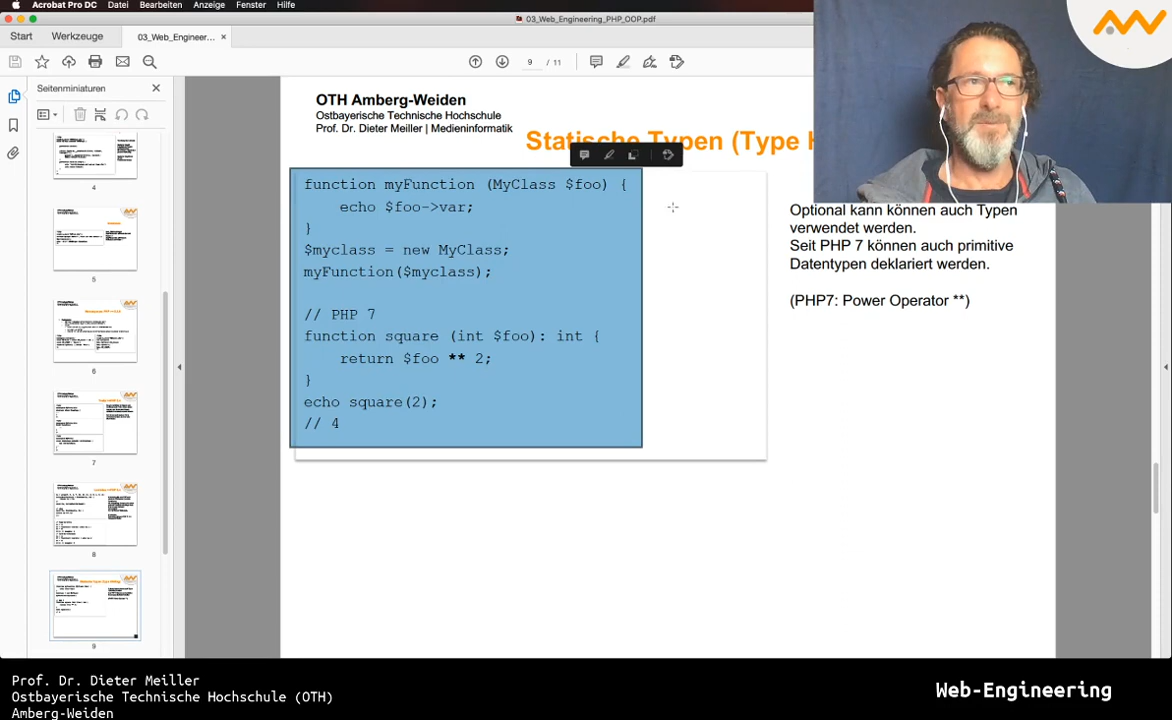 Acrobat Pro DC Datei Bearbeiten Anzeige Fenster Hilfe
03_Web_Engineering_PHP_OOP.pdf
Start Werkzeuge 03_Web_Engineer... ×
9 / 11
Seitenminiaturen
4
5
6
7
8
9
OTH Amberg-Weiden
Ostbayerische Technische Hochschule
Prof. Dr. Dieter Meiller | Medieninformatik
Statische Typen (Type H
function myFunction (MyClass $foo) {
echo $foo->var;
}
$myclass = new MyClass;
myFunction($myclass);
// PHP 7
function square (int $foo): int {
return $foo ** 2;
}
echo square(2);
// 4
Optional kann können auch Typen
verwendet werden.
Seit PHP 7 können auch primitive
Datentypen deklariert werden.
(PHP7: Power Operator **)
Prof. Dr. Dieter Meiller
Ostbayerische Technische Hochschule (OTH)
Amberg-Weiden
Web-Engineering